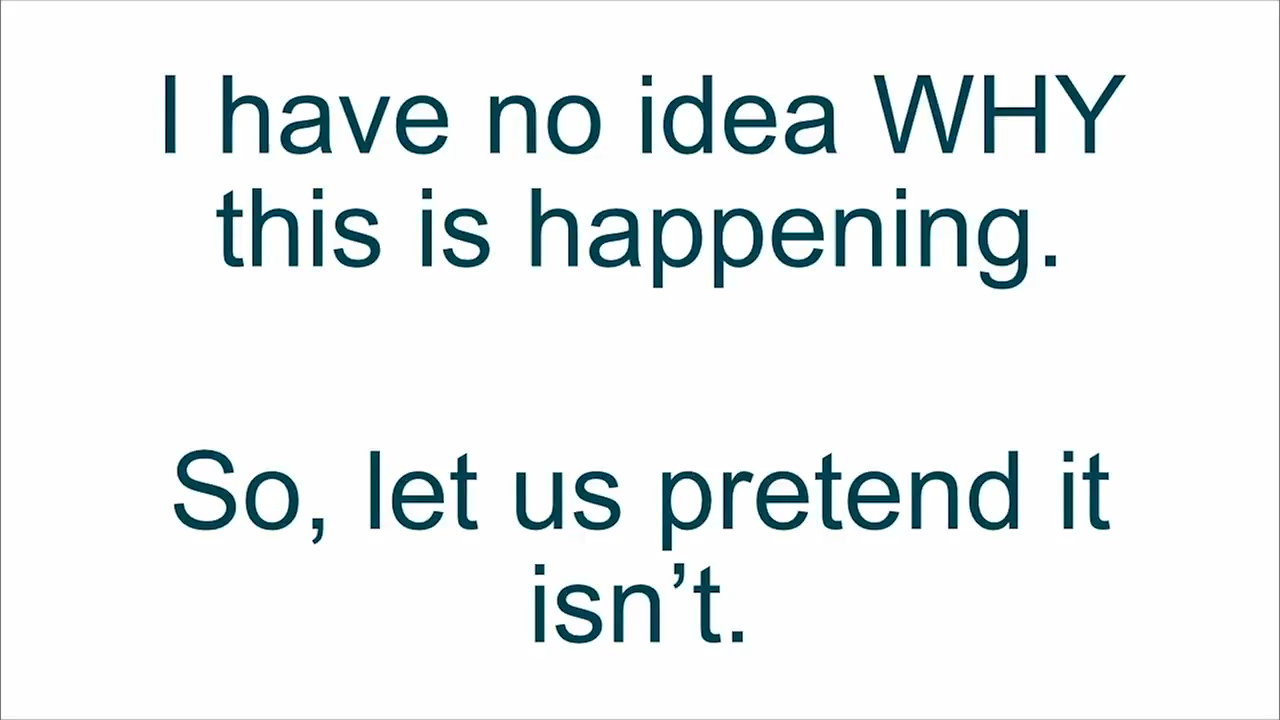 I have no idea WHY
this is happening.
So, let us pretend it
isn’t.